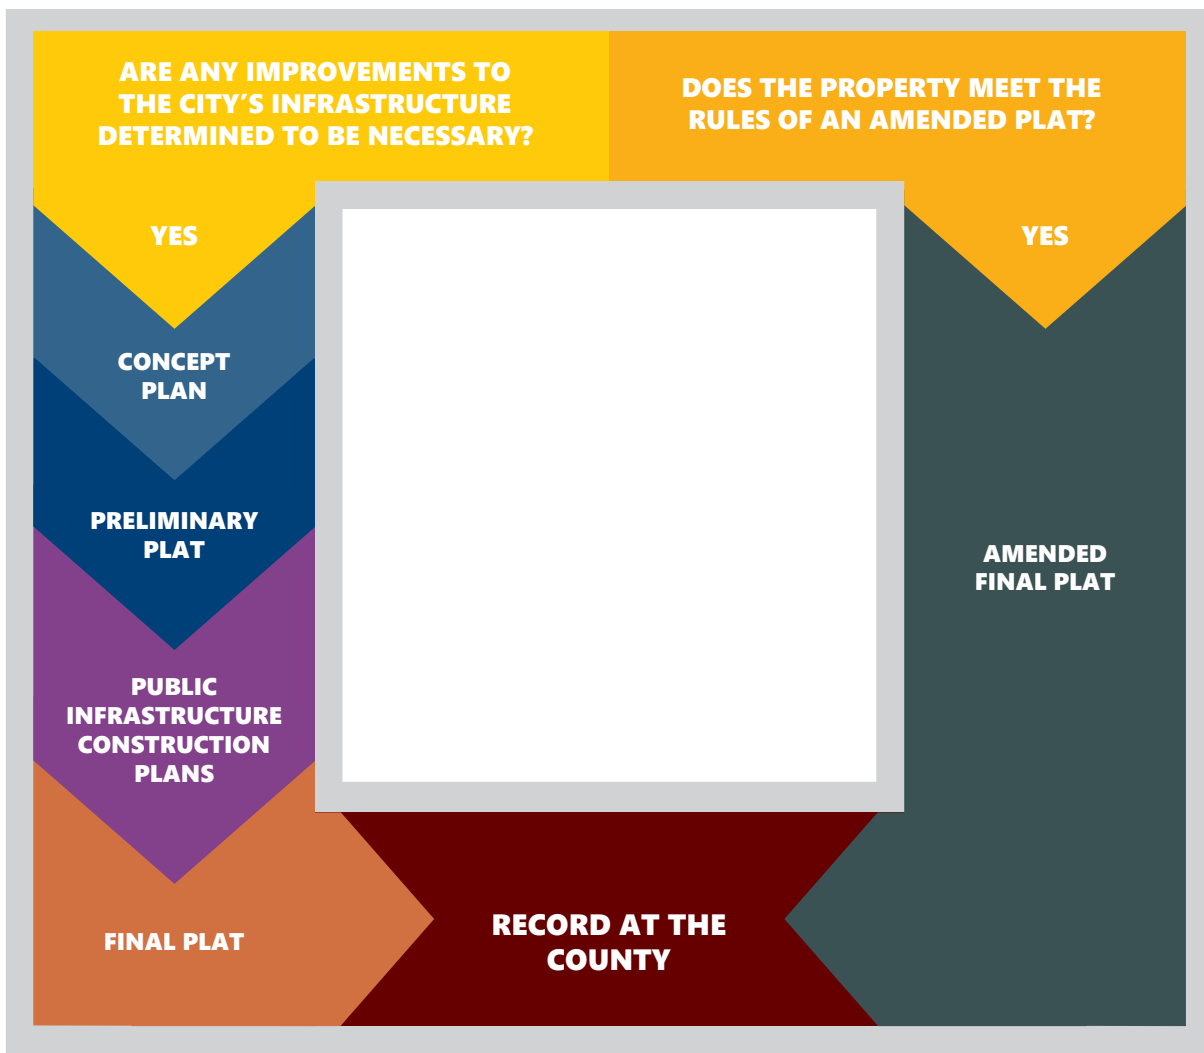 ARE ANY IMPROVEMENTS TO
THE CITY’S INFRASTRUCTURE
DETERMINED TO BE NECESSARY?
YES
CONCEPT
PLAN
PRELIMINARY
PLAT
PUBLIC
INFRASTRUCTURE
CONSTRUCTION
PLANS
FINAL PLAT
DOES THE PROPERTY MEET THE
RULES OF AN AMENDED PLAT?
YES
AMENDED
FINAL PLAT
RECORD AT THE
COUNTY